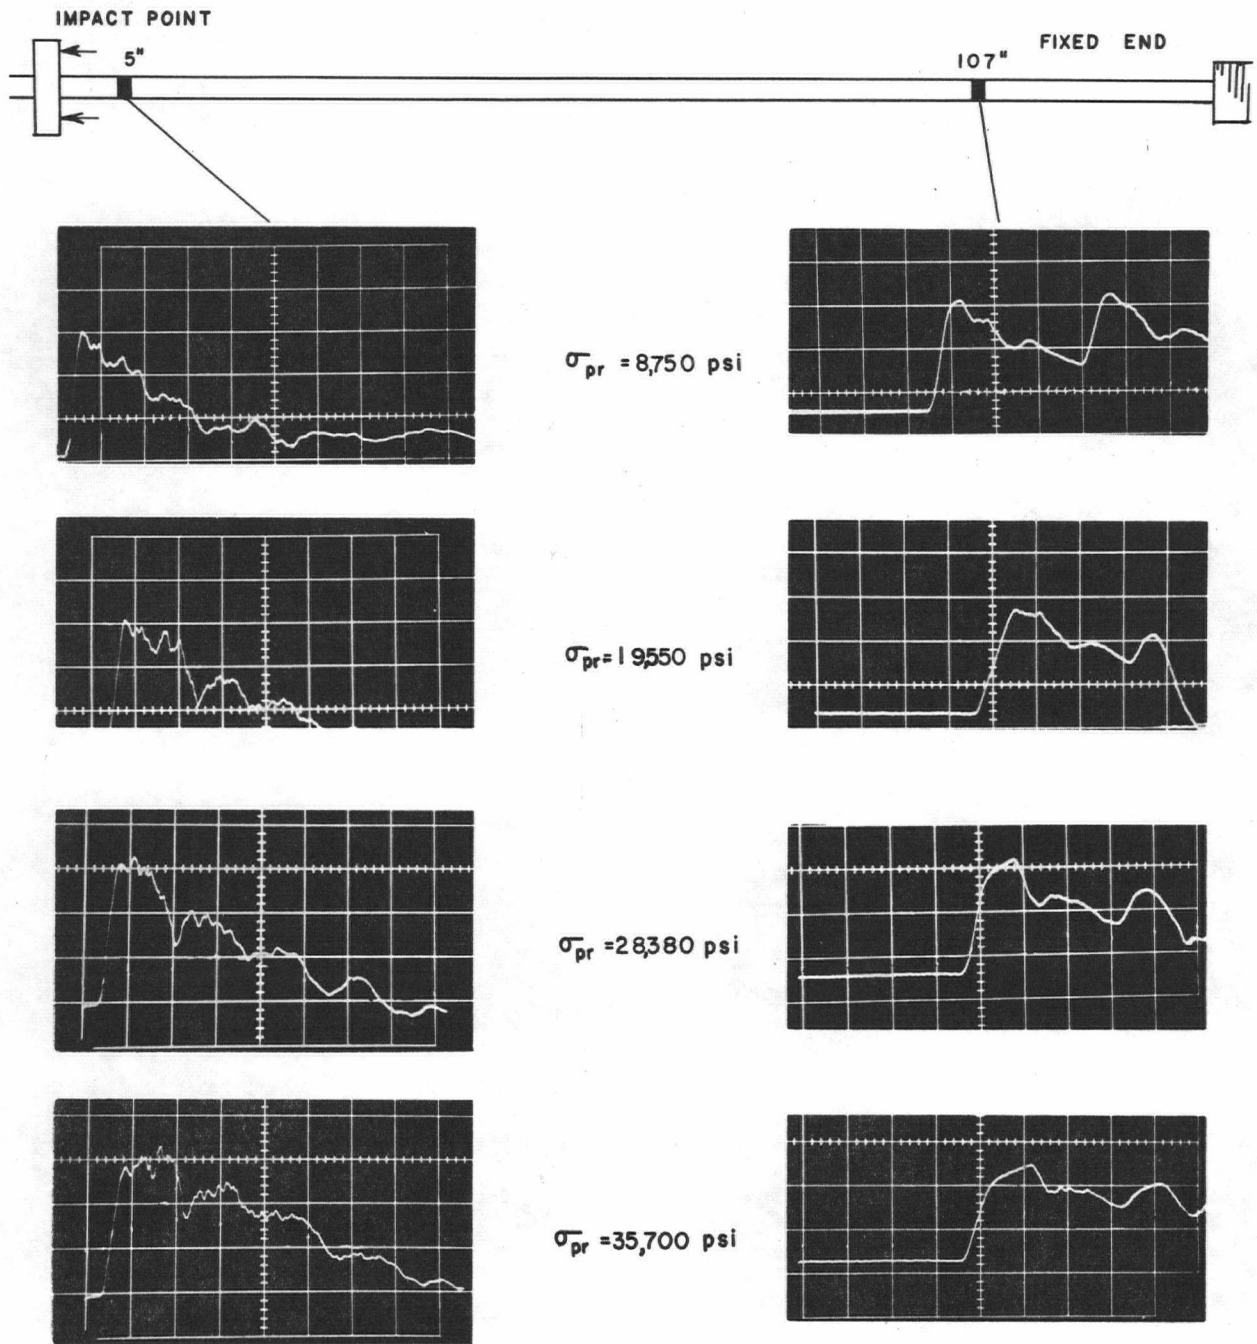 IMPACT POINT
5"
107"
FIXED END
σpr = 8,750 psi
σpr = 19,550 psi
σpr = 28,380 psi
σpr = 35,700 psi